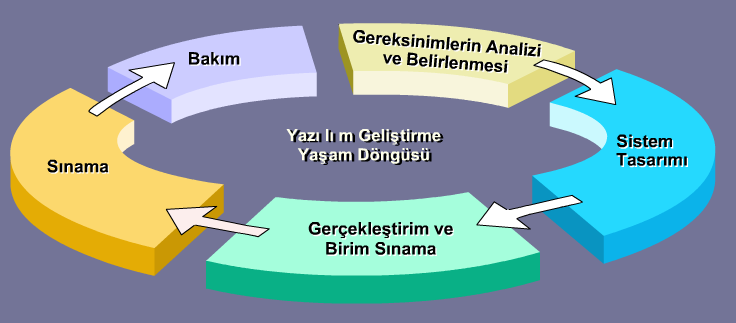 Gereksinimlerin Analizi
ve Belirlenmesi
Bakım
Sistem
Tasarımı
Yazı lı m Geliştirme
Yaşam Döngüsü
Sınama
Gerçekleştirim ve
Birim Sınama